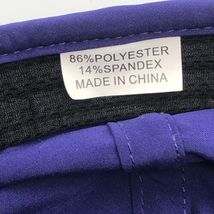 86%POLYESTER
14%SPANDEX
MADE IN CHINA